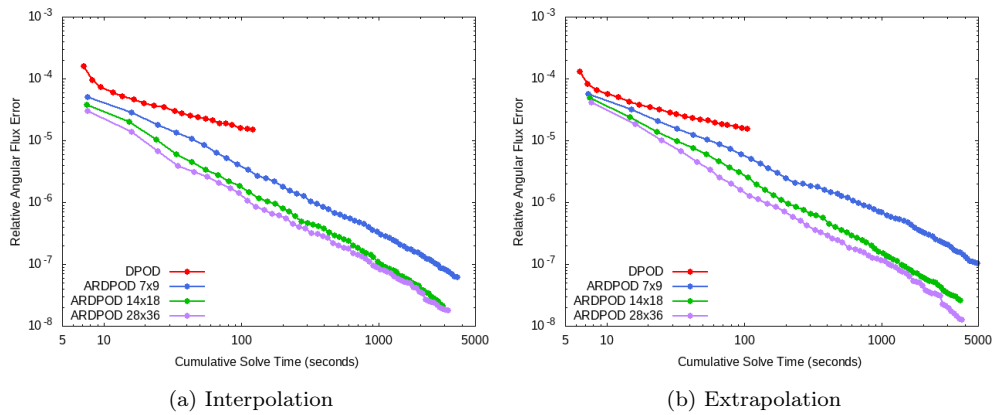 10^-3
10^-4
10^-5
10^-6
10^-7
10^-8
Relative Angular Flux Error
DPOD
ARDPOD 7x9
ARDPOD 14x18
ARDPOD 28x36
5 10 100 1000 5000
Cumulative Solve Time (seconds)
(a) Interpolation
10^-3
10^-4
10^-5
10^-6
10^-7
10^-8
Relative Angular Flux Error
DPOD
ARDPOD 7x9
ARDPOD 14x18
ARDPOD 28x36
5 10 100 1000 5000
Cumulative Solve Time (seconds)
(b) Extrapolation